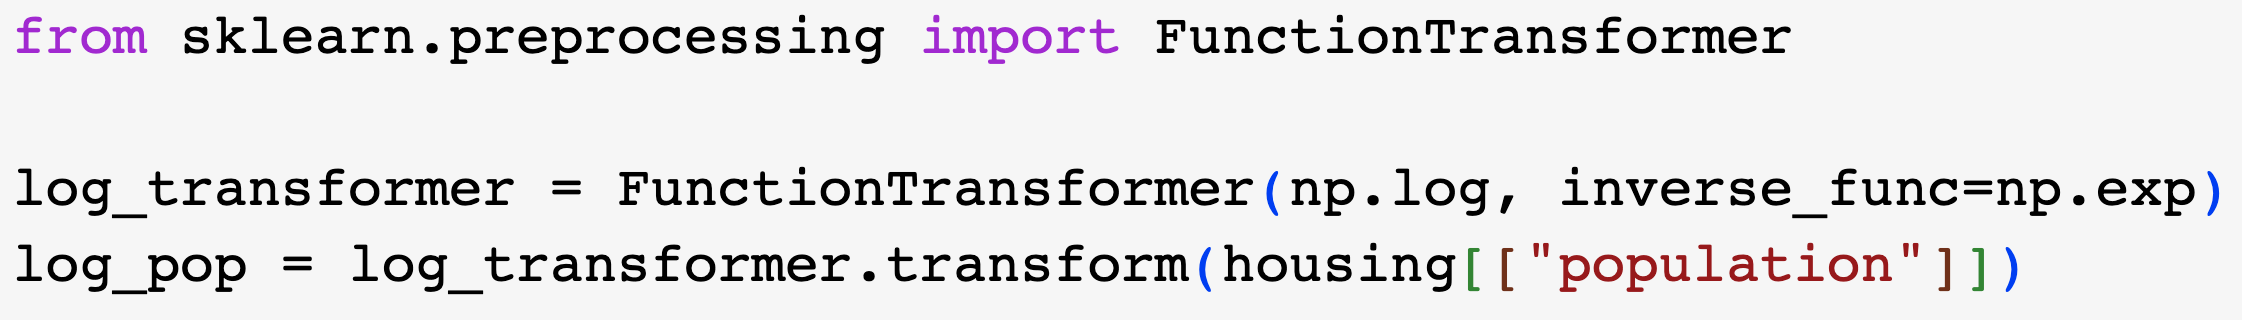 from sklearn.preprocessing import FunctionTransformer
log_transformer = FunctionTransformer(np.log, inverse_func=np.exp)
log_pop = log_transformer.transform(housing[["population"]])